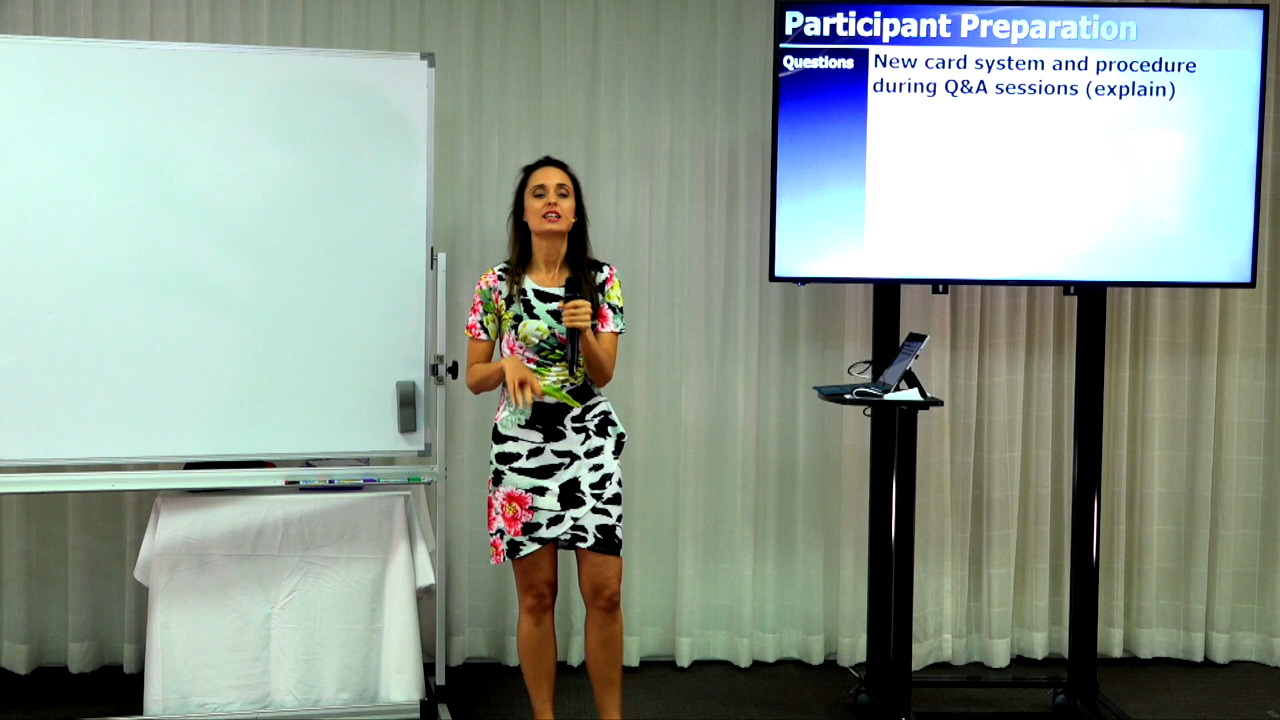 Participant Preparation
Questions
New card system and procedure
during Q&A sessions (explain)